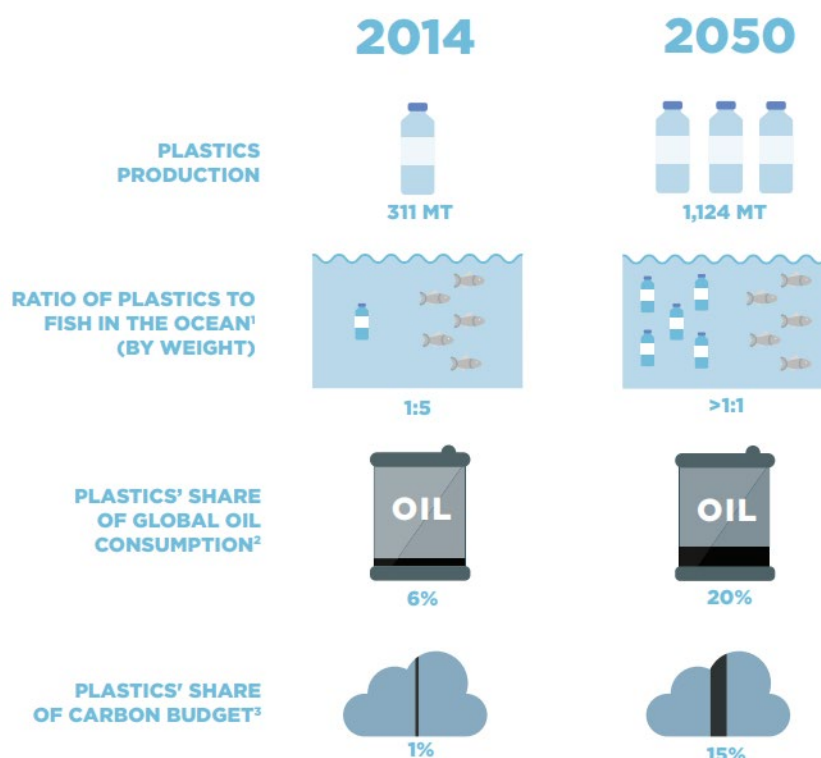 2014 2050
PLASTICS
PRODUCTION
311 MT 1,124 MT
RATIO OF PLASTICS TO
FISH IN THE OCEAN¹
(BY WEIGHT)
1:5 >1:1
PLASTICS' SHARE
OF GLOBAL OIL
CONSUMPTION²
OIL OIL
6% 20%
PLASTICS' SHARE
OF CARBON BUDGET³
1% 15%